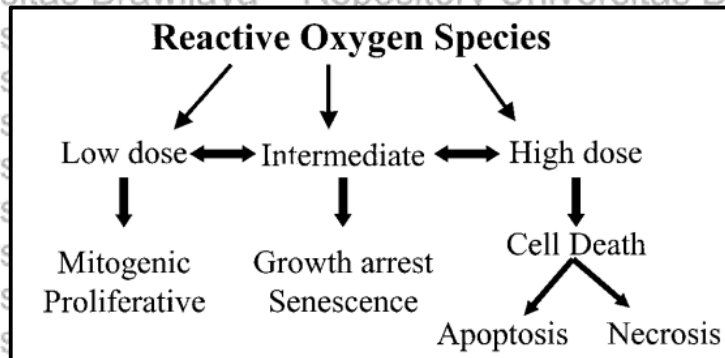 Reactive Oxygen Species
Low dose Intermediate High dose
Mitogenic
Proliferative
Growth arrest
Senescence
Cell Death
Apoptosis Necrosis